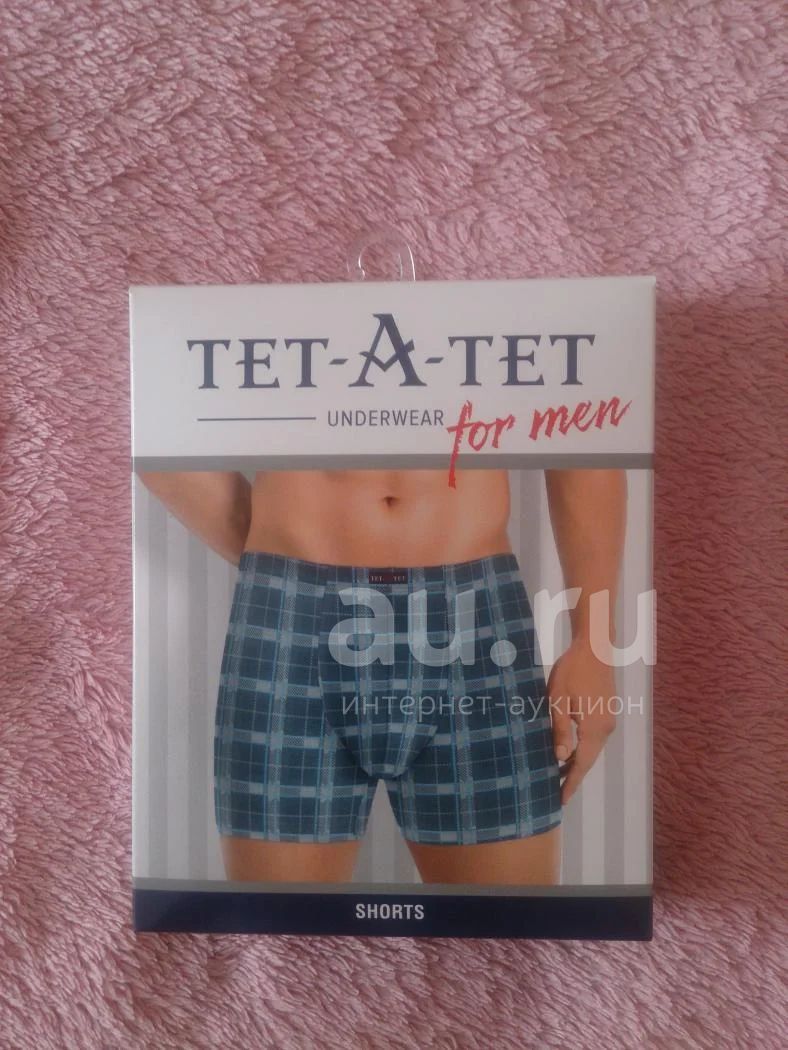 TET-A-TET
UNDERWEAR for men
TET TET
au.ru
интернет-аукцион
SHORTS